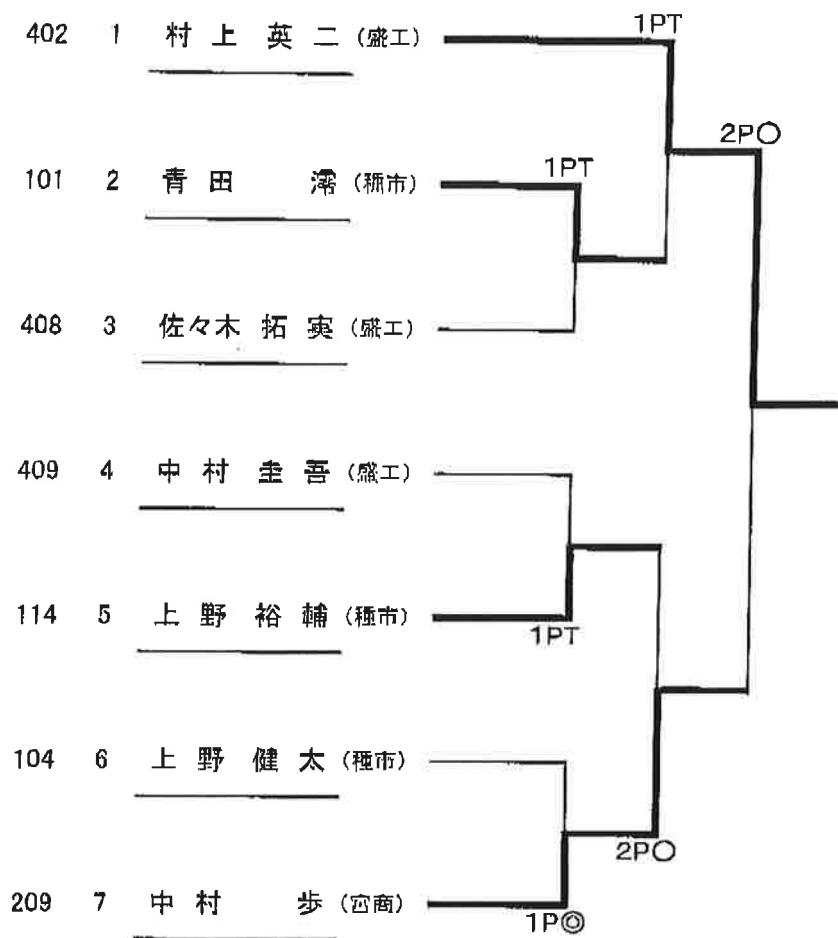 402 1 村上英二 (盛工)
1PT
2P○
101 2 青田 澪 (種市)
1PT
408 3 佐々木拓実 (盛工)
409 4 中村圭吾 (盛工)
114 5 上野裕輔 (種市)
1PT
104 6 上野健太 (種市)
2P○
209 7 中村 歩 (宮商)
1P◎